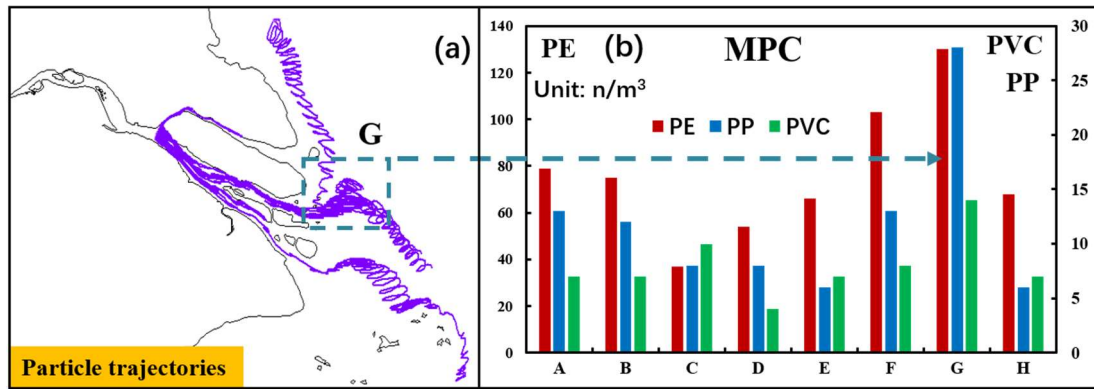 (a)
G
Particle trajectories
140
120
100
80
60
40
20
0
PE
(b)
MPC
PVC
PP
Unit: n/m³
PE
PP
PVC
30
25
20
15
10
5
0
A
B
C
D
E
F
G
H